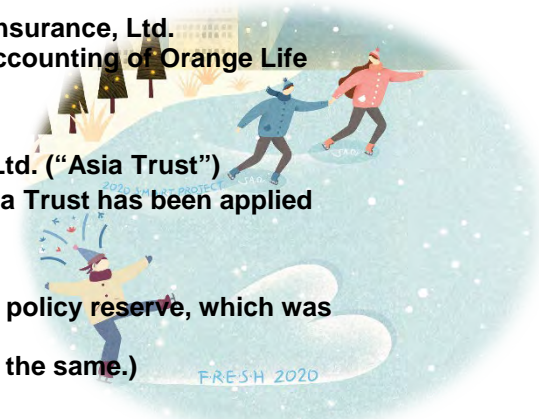 nsurance, Ltd.
ccounting of Orange Life
Ltd. (“Asia Trust”)
2020 SMART PROJECT
a Trust has been applied
policy reserve, which was
the same.)
FRESH 2020